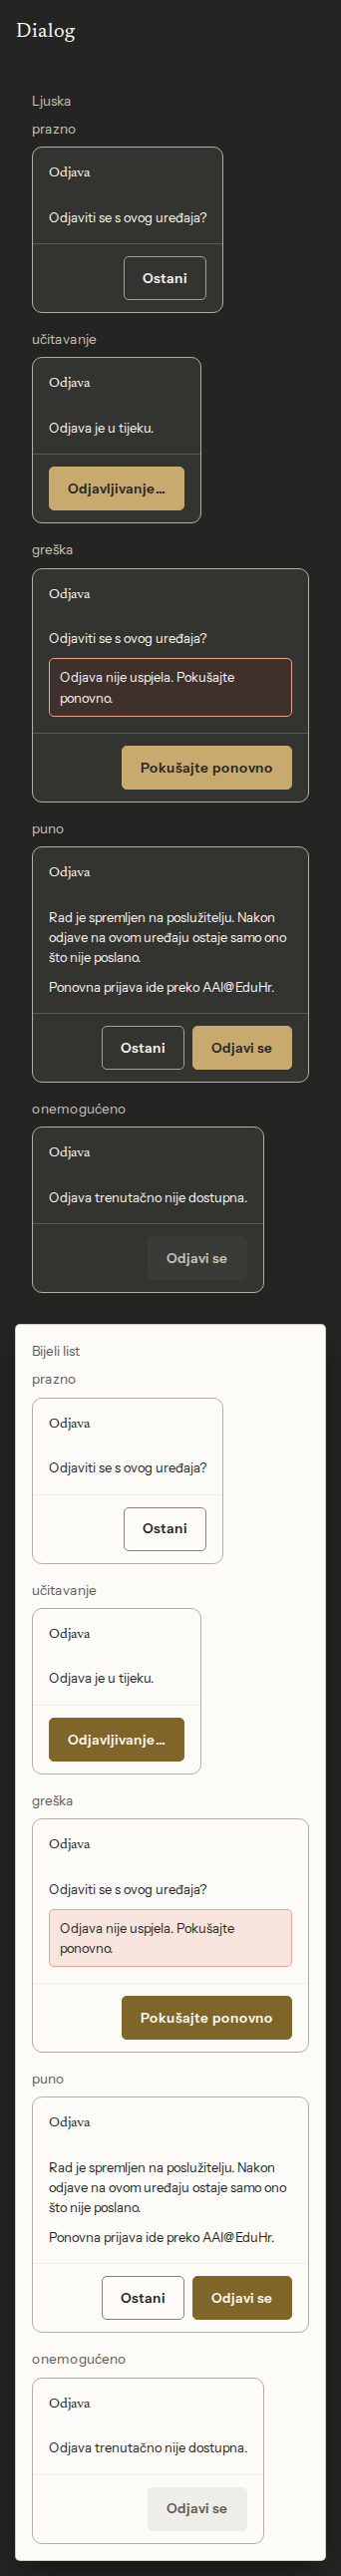 Dialog
Ljuska
prazno
Odjava
Odjaviti se s ovog uređaja?
Ostani
učitavanje
Odjava
Odjava je u tijeku.
Odjavljivanje…
greška
Odjava
Odjaviti se s ovog uređaja?
Odjava nije uspjela. Pokušajte
ponovno.
Pokušajte ponovno
puno
Odjava
Rad je spremljen na poslužitelju. Nakon
odjave na ovom uređaju ostaje samo ono
što nije poslano.
Ponovna prijava ide preko AAI@EduHr.
Ostani
Odjavi se
onemogućeno
Odjava
Odjava trenutačno nije dostupna.
Odjavi se
Bijeli list
prazno
Odjava
Odjaviti se s ovog uređaja?
Ostani
učitavanje
Odjava
Odjava je u tijeku.
Odjavljivanje…
greška
Odjava
Odjaviti se s ovog uređaja?
Odjava nije uspjela. Pokušajte
ponovno.
Pokušajte ponovno
puno
Odjava
Rad je spremljen na poslužitelju. Nakon
odjave na ovom uređaju ostaje samo ono
što nije poslano.
Ponovna prijava ide preko AAI@EduHr.
Ostani
Odjavi se
onemogućeno
Odjava
Odjava trenutačno nije dostupna.
Odjavi se